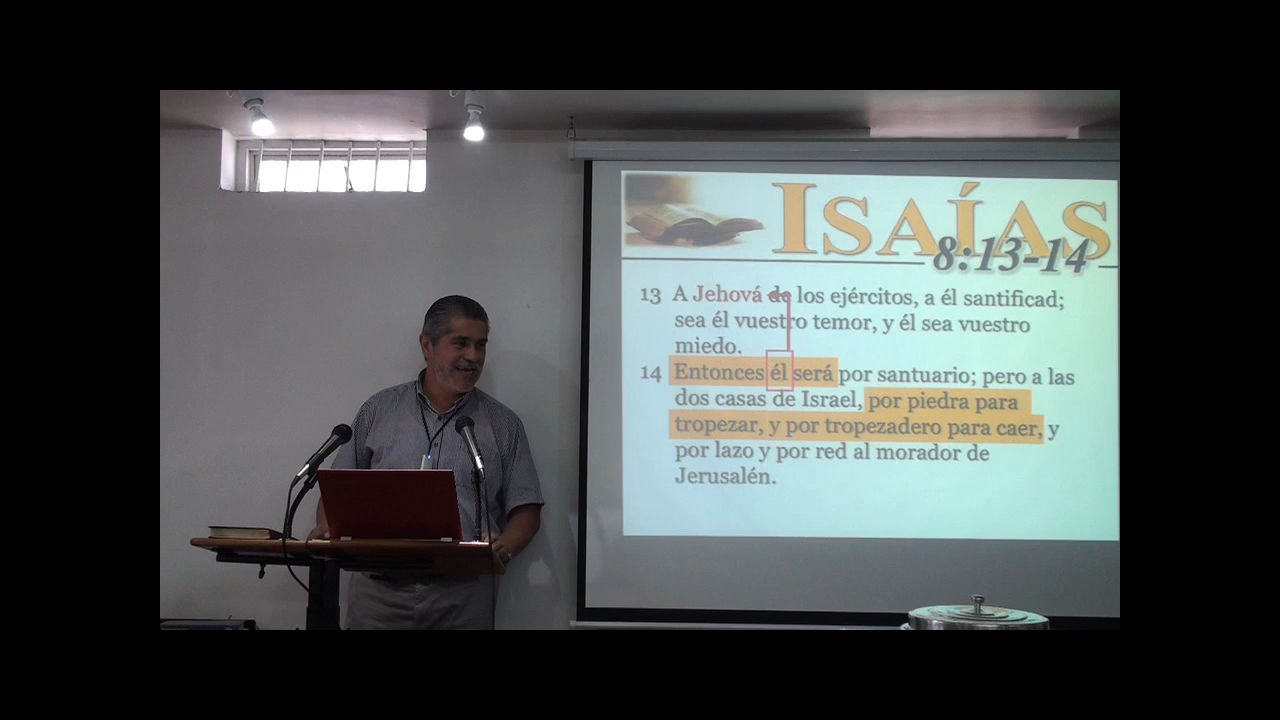 ISAÍAS
8:13-14
13 A Jehová de los ejércitos, a él santificad;
sea él vuestro temor, y él sea vuestro
miedo.
14 Entonces él será por santuario; pero a las
dos casas de Israel, por piedra para
tropezar, y por tropezadero para caer, y
por lazo y por red al morador de
Jerusalén.